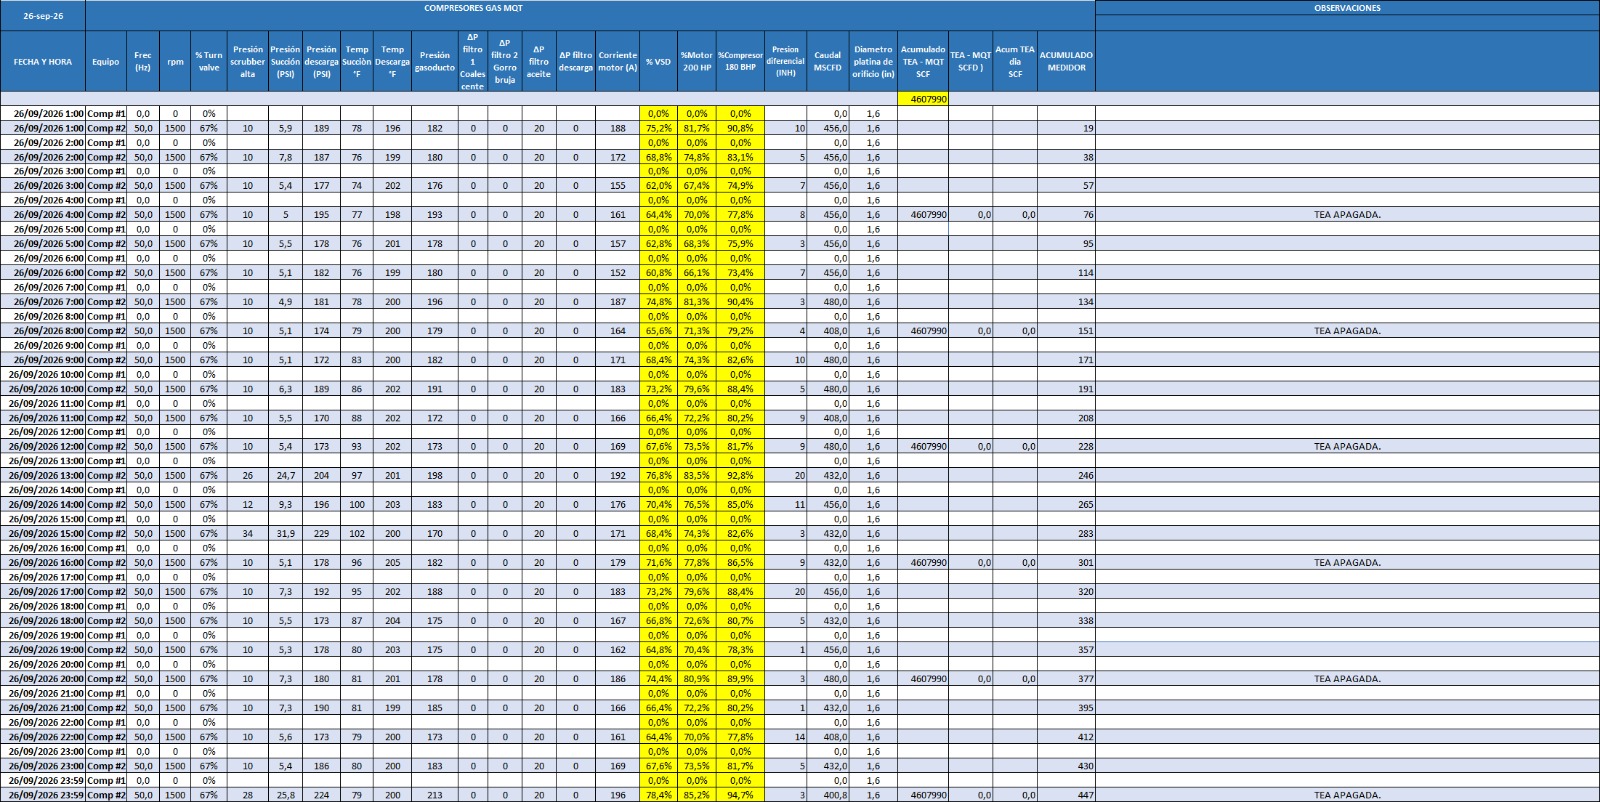 26-sep-26 COMPRESORES GAS MQT OBSERVACIONES
FECHA Y HORA Equipo Frec (Hz) rpm % Turn valve Presión scrubber alta Presión Succión (PSI) Presión descarga (PSI) Temp Succión °F Temp Descarga °F Presión gasoducto ΔP filtro 1 Coales cente ΔP filtro 2 Gorro bruja ΔP filtro aceite ΔP filtro descarga Corriente motor (A) % VSD %Motor 200 HP %Compresor 180 BHP Presion diferencial (INH) Caudal MSCFD Diametro platina de orificio (in) Acumulado TEA - MQT SCF TEA - MQT SCFD ) Acum TEA dia SCF ACUMULADO MEDIDOR
4607990
26/09/2026 1:00 Comp #1 0,0 0 0% 0,0% 0,0% 0,0% 0,0 1,6
26/09/2026 1:00 Comp #2 50,0 1500 67% 10 5,9 189 78 196 182 0 0 20 0 188 75,2% 81,7% 90,8% 10 456,0 1,6 19
26/09/2026 2:00 Comp #1 0,0 0 0% 0,0% 0,0% 0,0% 0,0 1,6
26/09/2026 2:00 Comp #2 50,0 1500 67% 10 7,8 187 76 199 180 0 0 20 0 172 68,8% 74,8% 83,1% 5 456,0 1,6 38
26/09/2026 3:00 Comp #1 0,0 0 0% 0,0% 0,0% 0,0% 0,0 1,6
26/09/2026 3:00 Comp #2 50,0 1500 67% 10 5,4 177 74 202 176 0 0 20 0 155 62,0% 67,4% 74,9% 7 456,0 1,6 57
26/09/2026 4:00 Comp #1 0,0 0 0% 0,0% 0,0% 0,0% 0,0 1,6
26/09/2026 4:00 Comp #2 50,0 1500 67% 10 5 195 77 198 193 0 0 20 0 161 64,4% 70,0% 77,8% 8 456,0 1,6 4607990 0,0 0,0 76 TEA APAGADA.
26/09/2026 5:00 Comp #1 0,0 0 0% 0,0% 0,0% 0,0% 0,0 1,6
26/09/2026 5:00 Comp #2 50,0 1500 67% 10 5,5 178 76 201 178 0 0 20 0 157 62,8% 68,3% 75,9% 3 456,0 1,6 95
26/09/2026 6:00 Comp #1 0,0 0 0% 0,0% 0,0% 0,0% 0,0 1,6
26/09/2026 6:00 Comp #2 50,0 1500 67% 10 5,1 182 76 199 180 0 0 20 0 152 60,8% 66,1% 73,4% 7 456,0 1,6 114
26/09/2026 7:00 Comp #1 0,0 0 0% 0,0% 0,0% 0,0% 0,0 1,6
26/09/2026 7:00 Comp #2 50,0 1500 67% 10 4,9 181 78 200 196 0 0 20 0 187 74,8% 81,3% 90,4% 3 480,0 1,6 134
26/09/2026 8:00 Comp #1 0,0 0 0% 0,0% 0,0% 0,0% 0,0 1,6
26/09/2026 8:00 Comp #2 50,0 1500 67% 10 5,1 174 79 200 179 0 0 20 0 164 65,6% 71,3% 79,2% 4 408,0 1,6 4607990 0,0 0,0 151 TEA APAGADA.
26/09/2026 9:00 Comp #1 0,0 0 0% 0,0% 0,0% 0,0% 0,0 1,6
26/09/2026 9:00 Comp #2 50,0 1500 67% 10 5,1 172 83 200 182 0 0 20 0 171 68,4% 74,3% 82,6% 10 480,0 1,6 171
26/09/2026 10:00 Comp #1 0,0 0 0% 0,0% 0,0% 0,0% 0,0 1,6
26/09/2026 10:00 Comp #2 50,0 1500 67% 10 6,3 189 86 202 191 0 0 20 0 183 73,2% 79,6% 88,4% 5 480,0 1,6 191
26/09/2026 11:00 Comp #1 0,0 0 0% 0,0% 0,0% 0,0% 0,0 1,6
26/09/2026 11:00 Comp #2 50,0 1500 67% 10 5,5 170 88 202 172 0 0 20 0 166 66,4% 72,2% 80,2% 9 408,0 1,6 208
26/09/2026 12:00 Comp #1 0,0 0 0% 0,0% 0,0% 0,0% 0,0 1,6
26/09/2026 12:00 Comp #2 50,0 1500 67% 10 5,4 173 93 202 173 0 0 20 0 169 67,6% 73,5% 81,7% 9 480,0 1,6 4607990 0,0 0,0 228 TEA APAGADA.
26/09/2026 13:00 Comp #1 0,0 0 0% 0,0% 0,0% 0,0% 0,0 1,6
26/09/2026 13:00 Comp #2 50,0 1500 67% 26 24,7 204 97 201 198 0 0 20 0 192 76,8% 83,5% 92,8% 20 432,0 1,6 246
26/09/2026 14:00 Comp #1 0,0 0 0% 0,0% 0,0% 0,0% 0,0 1,6
26/09/2026 14:00 Comp #2 50,0 1500 67% 12 9,3 196 100 203 183 0 0 20 0 176 70,4% 76,5% 85,0% 11 456,0 1,6 265
26/09/2026 15:00 Comp #1 0,0 0 0% 0,0% 0,0% 0,0% 0,0 1,6
26/09/2026 15:00 Comp #2 50,0 1500 67% 34 31,9 229 102 200 170 0 0 20 0 171 68,4% 74,3% 82,6% 3 432,0 1,6 283
26/09/2026 16:00 Comp #1 0,0 0 0% 0,0% 0,0% 0,0% 0,0 1,6
26/09/2026 16:00 Comp #2 50,0 1500 67% 10 5,1 178 96 205 182 0 0 20 0 179 71,6% 77,8% 86,5% 9 432,0 1,6 4607990 0,0 0,0 301 TEA APAGADA.
26/09/2026 17:00 Comp #1 0,0 0 0% 0,0% 0,0% 0,0% 0,0 1,6
26/09/2026 17:00 Comp #2 50,0 1500 67% 10 7,3 192 95 202 188 0 0 20 0 183 73,2% 79,6% 88,4% 20 456,0 1,6 320
26/09/2026 18:00 Comp #1 0,0 0 0% 0,0% 0,0% 0,0% 0,0 1,6
26/09/2026 18:00 Comp #2 50,0 1500 67% 10 5,5 173 87 204 175 0 0 20 0 167 66,8% 72,6% 80,7% 5 432,0 1,6 338
26/09/2026 19:00 Comp #1 0,0 0 0% 0,0% 0,0% 0,0% 0,0 1,6
26/09/2026 19:00 Comp #2 50,0 1500 67% 10 5,3 178 80 203 175 0 0 20 0 162 64,8% 70,4% 78,3% 1 456,0 1,6 357
26/09/2026 20:00 Comp #1 0,0 0 0% 0,0% 0,0% 0,0% 0,0 1,6
26/09/2026 20:00 Comp #2 50,0 1500 67% 10 7,3 180 81 201 178 0 0 20 0 186 74,4% 80,9% 89,9% 3 480,0 1,6 4607990 0,0 0,0 377 TEA APAGADA.
26/09/2026 21:00 Comp #1 0,0 0 0% 0,0% 0,0% 0,0% 0,0 1,6
26/09/2026 21:00 Comp #2 50,0 1500 67% 10 7,3 190 81 199 185 0 0 20 0 166 66,4% 72,2% 80,2% 1 432,0 1,6 395
26/09/2026 22:00 Comp #1 0,0 0 0% 0,0% 0,0% 0,0% 0,0 1,6
26/09/2026 22:00 Comp #2 50,0 1500 67% 10 5,6 173 79 200 173 0 0 20 0 161 64,4% 70,0% 77,8% 14 408,0 1,6 412
26/09/2026 23:00 Comp #1 0,0 0 0% 0,0% 0,0% 0,0% 0,0 1,6
26/09/2026 23:00 Comp #2 50,0 1500 67% 10 5,4 186 80 200 183 0 0 20 0 169 67,6% 73,5% 81,7% 5 432,0 1,6 430
26/09/2026 23:59 Comp #1 0,0 0 0% 0,0% 0,0% 0,0% 0,0 1,6
26/09/2026 23:59 Comp #2 50,0 1500 67% 28 25,8 224 79 200 213 0 0 20 0 196 78,4% 85,2% 94,7% 3 400,8 1,6 4607990 0,0 0,0 447 TEA APAGADA.